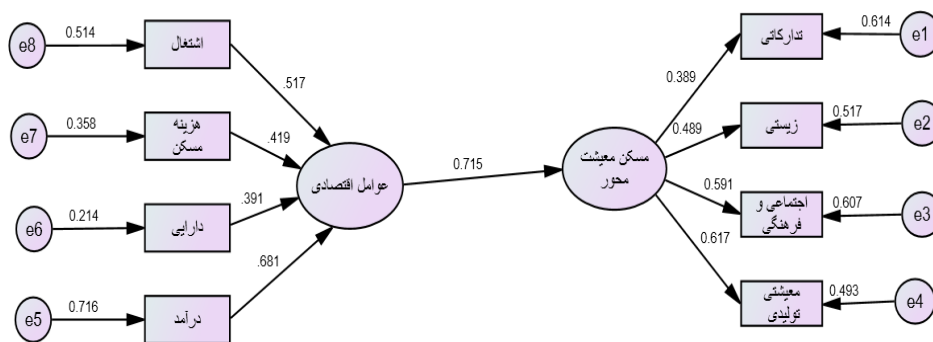 e8
0.514
اشتغال
.517
e7
0.358
هزینه
مسکن
.419
e6
0.214
دارایی
.391
e5
0.716
درآمد
.681
عوامل اقتصادی
0.715
مسکن معیشت
محور
0.389
تدارکاتی
0.614
e1
0.489
زیستی
0.517
e2
0.591
اجتماعی و
فرهنگی
0.607
e3
0.617
معیشتی
تولیدی
0.493
e4